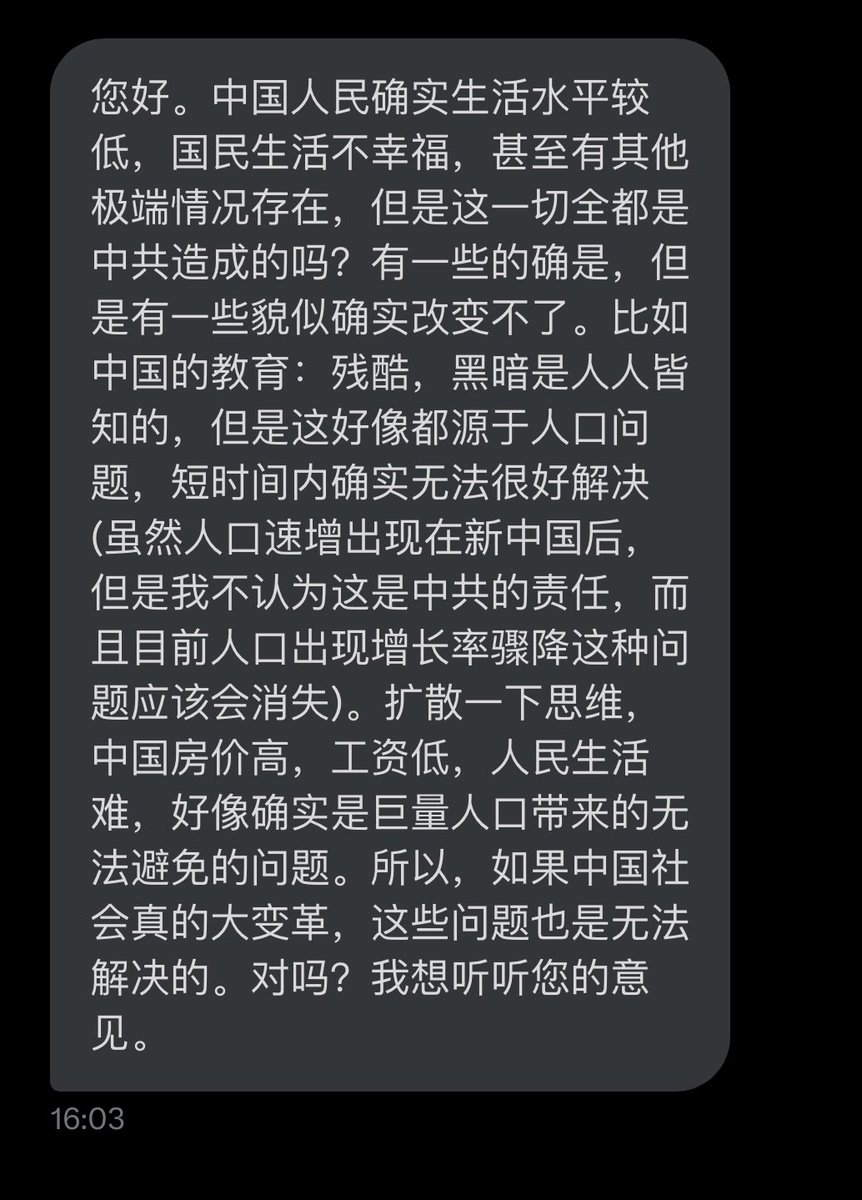 您好。中国人民确实生活水平较
低，国民生活不幸福，甚至有其他
极端情况存在，但是这一切全都是
中共造成的吗？有一些的确是，但
是有一些貌似确实改变不了。比如
中国的教育：残酷，黑暗是人人皆
知的，但是这好像都源于人口问
题，短时间内确实无法很好解决
(虽然人口速增出现在新中国后，
但是我不认为这是中共的责任，而
且目前人口出现增长率骤降这种问
题应该会消失)。扩散一下思维，
中国房价高，工资低，人民生活
难，好像确实是巨量人口带来的无
法避免的问题。所以，如果中国社
会真的大变革，这些问题也是无法
解决的。对吗？我想听听您的意
见。
16:03